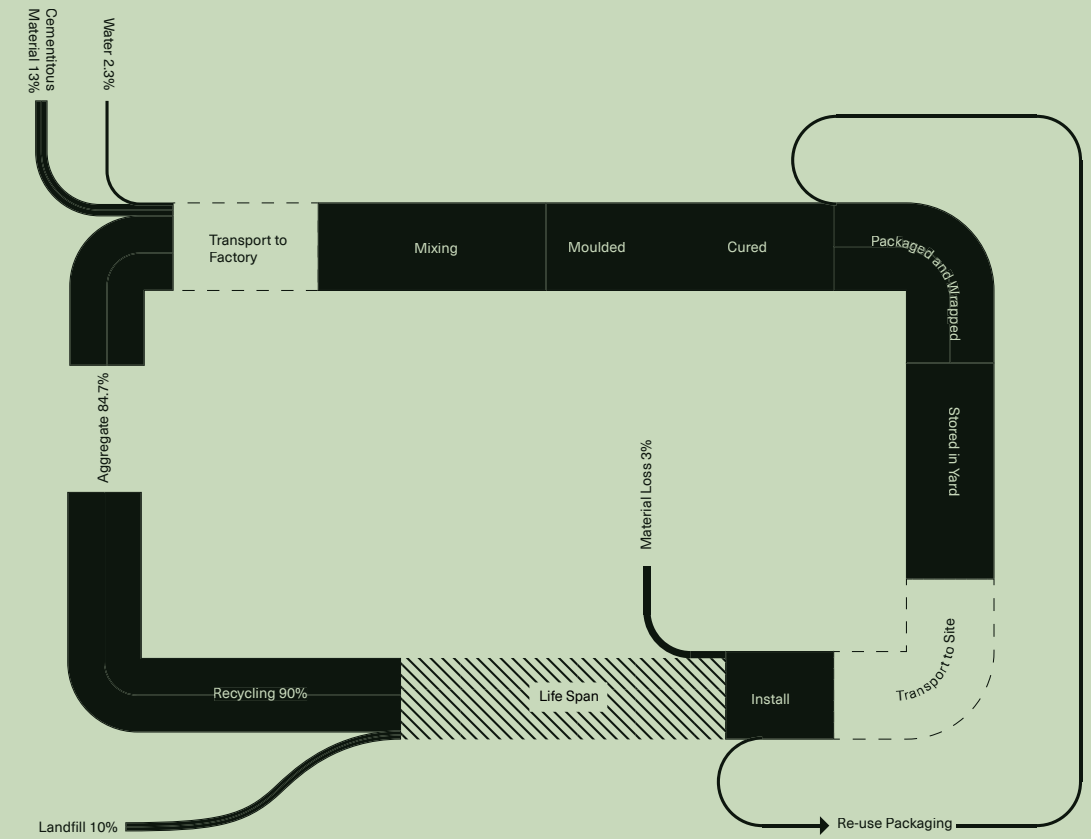 Cementitous
Material 13%
Water 2.3%
Transport to
Factory
Mixing
Moulded
Cured
Packaged and Wrapped
Stored in Yard
Transport to Site
Aggregate 84.7%
Material Loss 3%
Install
Life Span
Recycling 90%
Landfill 10%
Re-use Packaging